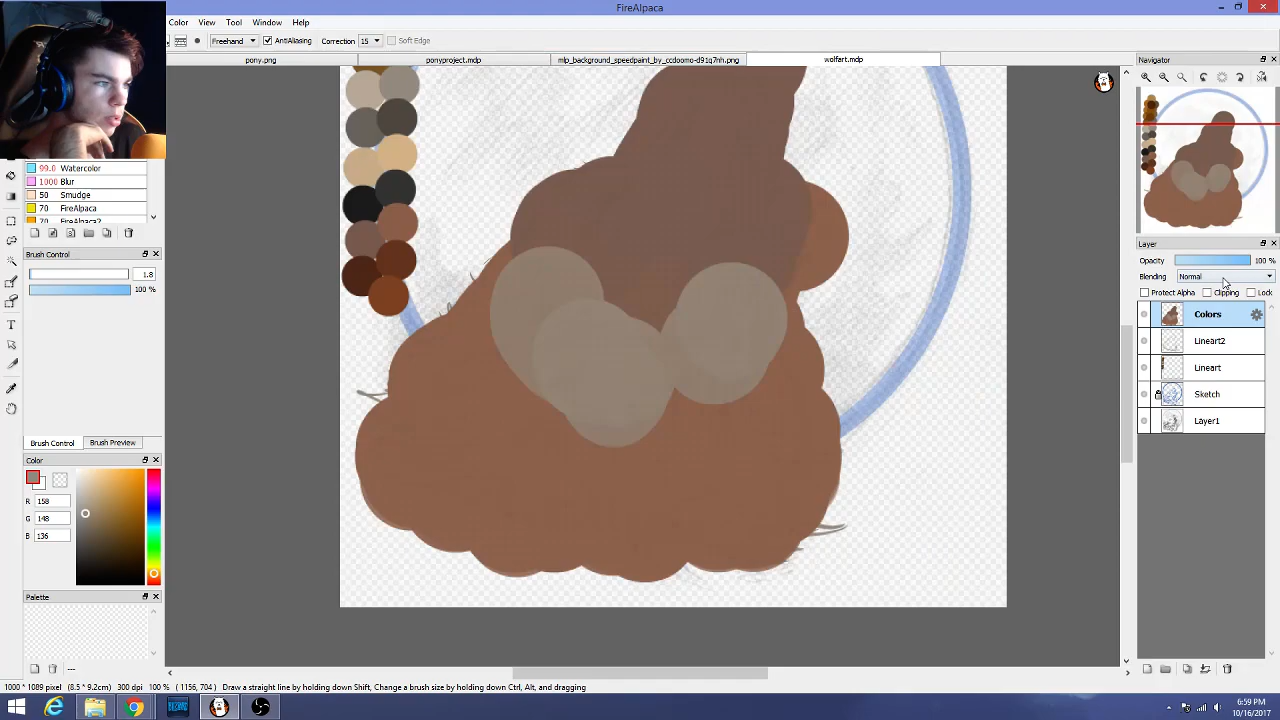 FireAlpaca
Color View Tool Window Help
Freehand AntiAliasing Correction 15 Soft Edge
pony.png ponyproject.mdp mlp_background_speedpaint_by_ccdoomo-d91q7nh.png wolfart.mdp
Navigator
99.0 Watercolor
1000 Blur
50 Smudge
70 FireAlpaca
70 FireAlpaca2
Brush Control
1.8
100 %
Brush Control Brush Preview
Color
R 158
G 148
B 136
Palette
---
Layer
Opacity 100 %
Blending Normal
Protect Alpha Clipping Lock
Colors
Lineart2
Lineart
Sketch
Layer1
1000 * 1089 pixel (8.5 * 9.2cm) 300 dpi 100 % ( 1156, 704 ) Draw a straight line by holding down Shift, Change a brush size by holding down Ctrl, Alt, and dragging
6:59 PM
10/16/2017